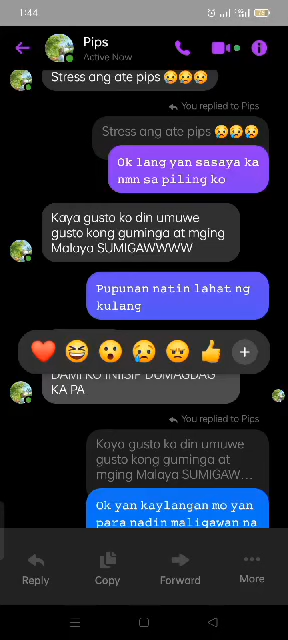 1:44
78
Pips
Active Now
Stress ang ate pips 😢😢😢
You replied to Pips
Stress ang ate pips 😢😢😢
Ok lang yan sasaya ka
nmn sa piling ko
Kaya gusto ko din umuwe
gusto kong guminga at mging
Malaya SUMIGAWWWW
Pupunan natin lahat ng
kulang
DAMI KO INIISIP DUMAGDAG
KA PA
You replied to Pips
Kaya gusto ko din umuwe
gusto kong guminga at
mging Malaya SUMIGAW...
Ok yan kaylangan mo yan
para nadin maligawan na
Reply
Copy
Forward
More